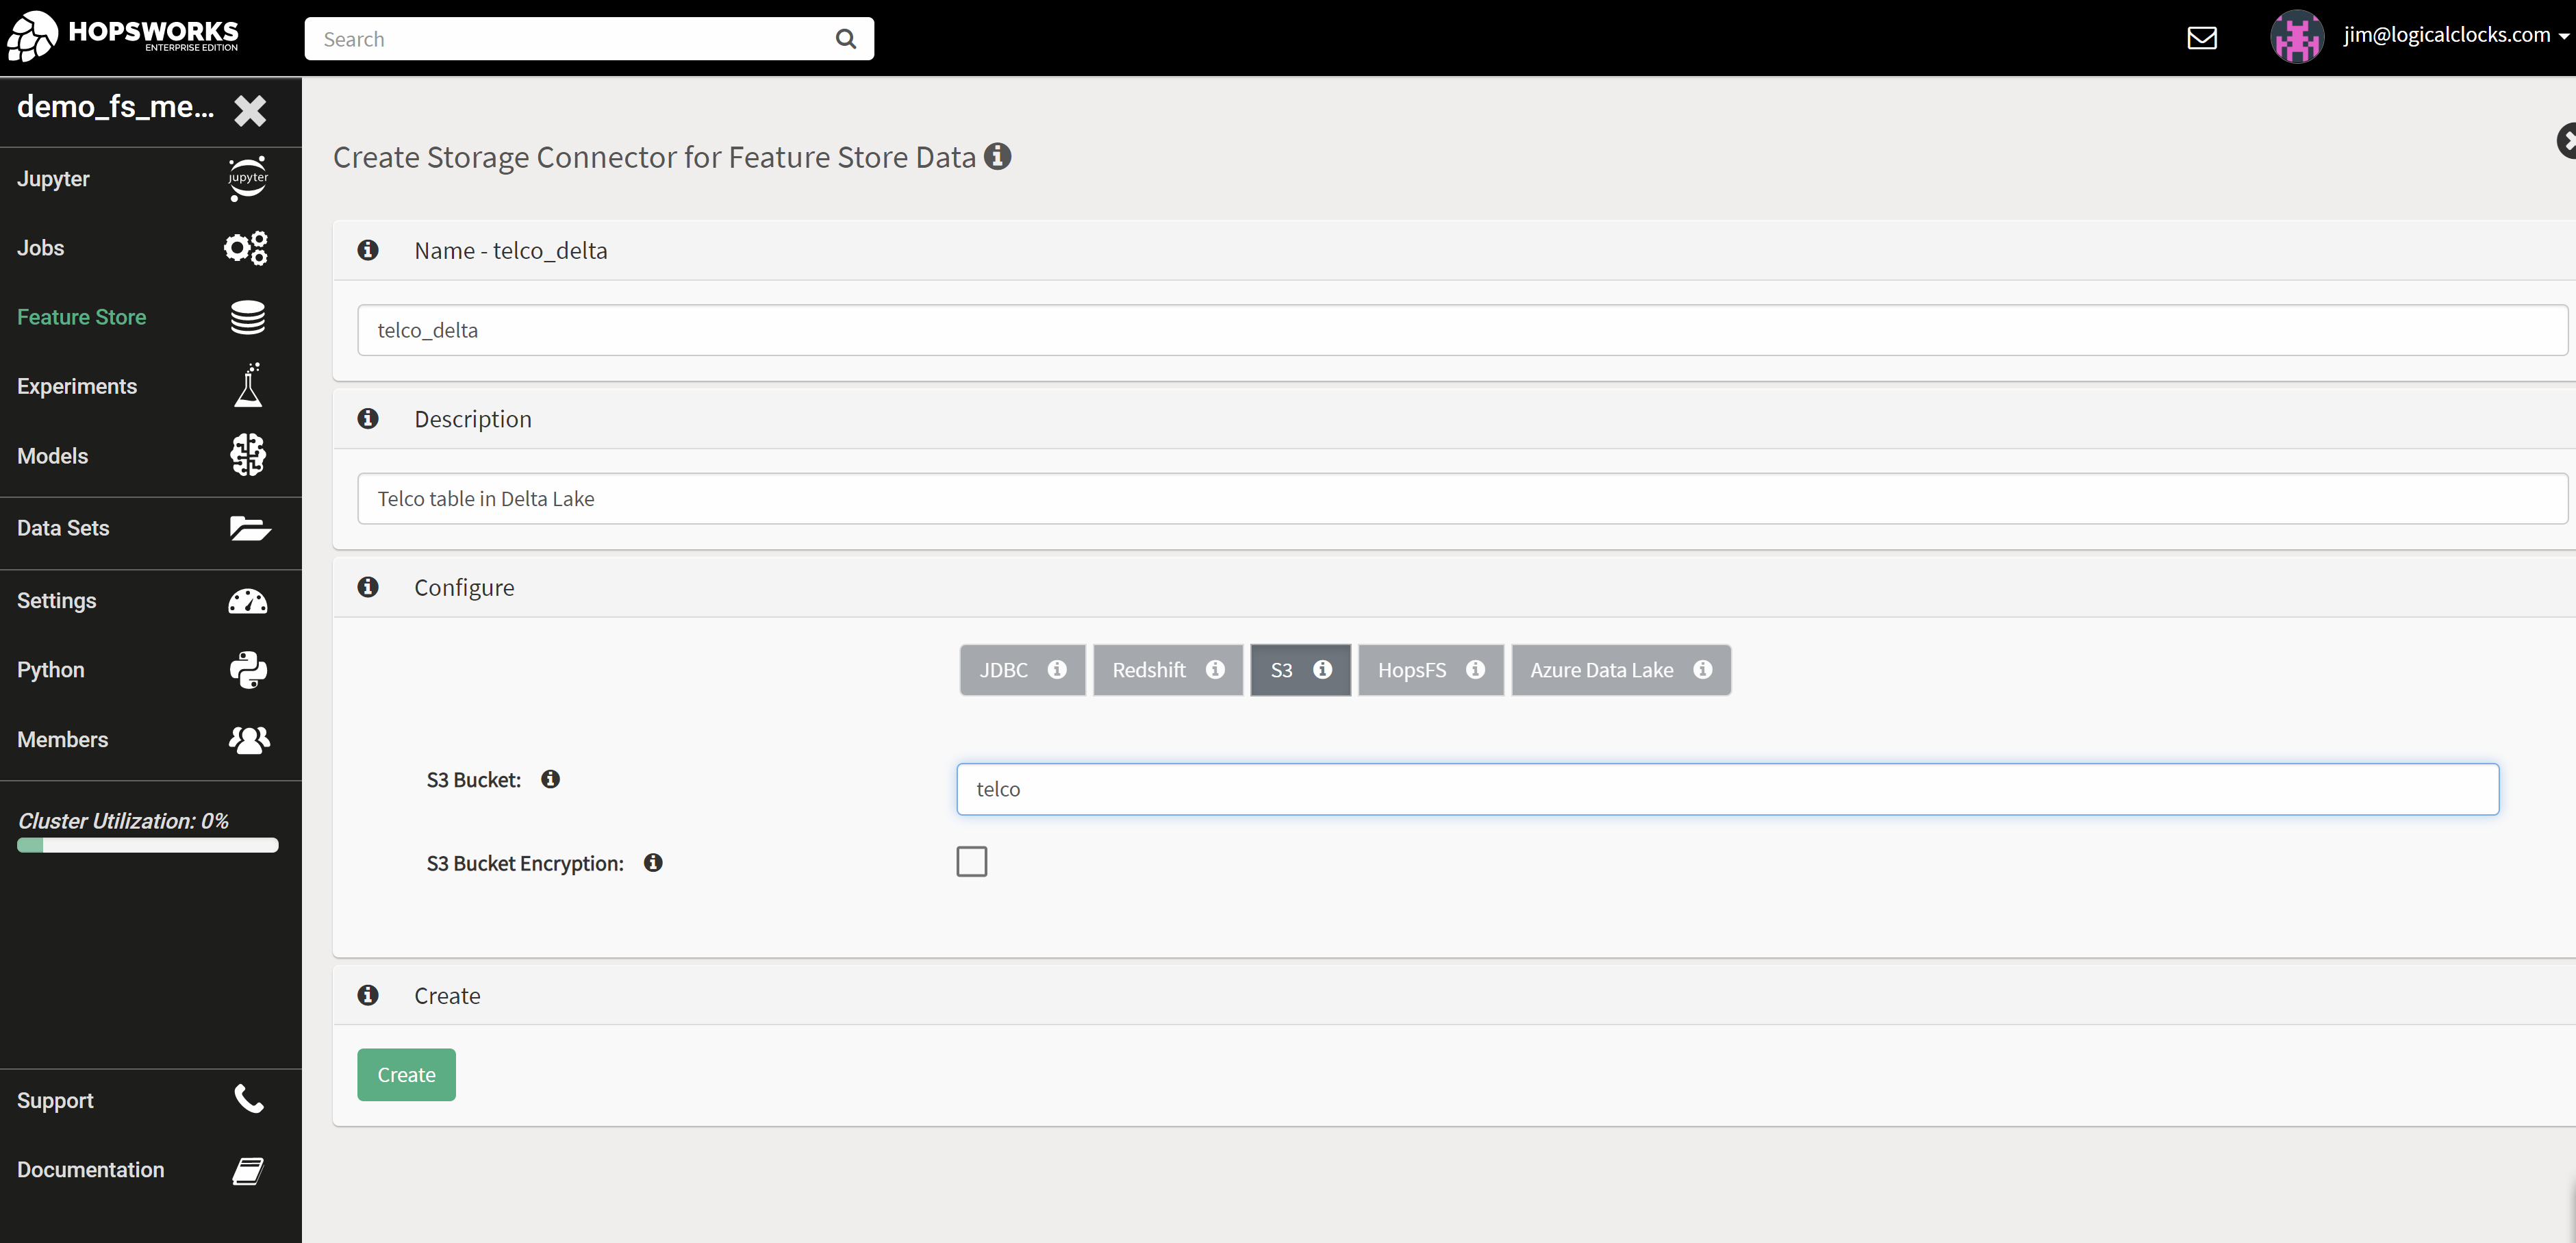 HOPSWORKS
ENTERPRISE EDITION
Search
jim@logicalclocks.com
demo_fs_me...
Jupyter
jupyter
Jobs
Feature Store
Experiments
Models
Data Sets
Settings
Python
Members
Cluster Utilization: 0%
Support
Documentation
Create Storage Connector for Feature Store Data
Name - telco_delta
telco_delta
Description
Telco table in Delta Lake
Configure
JDBC Redshift S3 HopsFS Azure Data Lake
S3 Bucket:
telco
S3 Bucket Encryption:
Create
Create